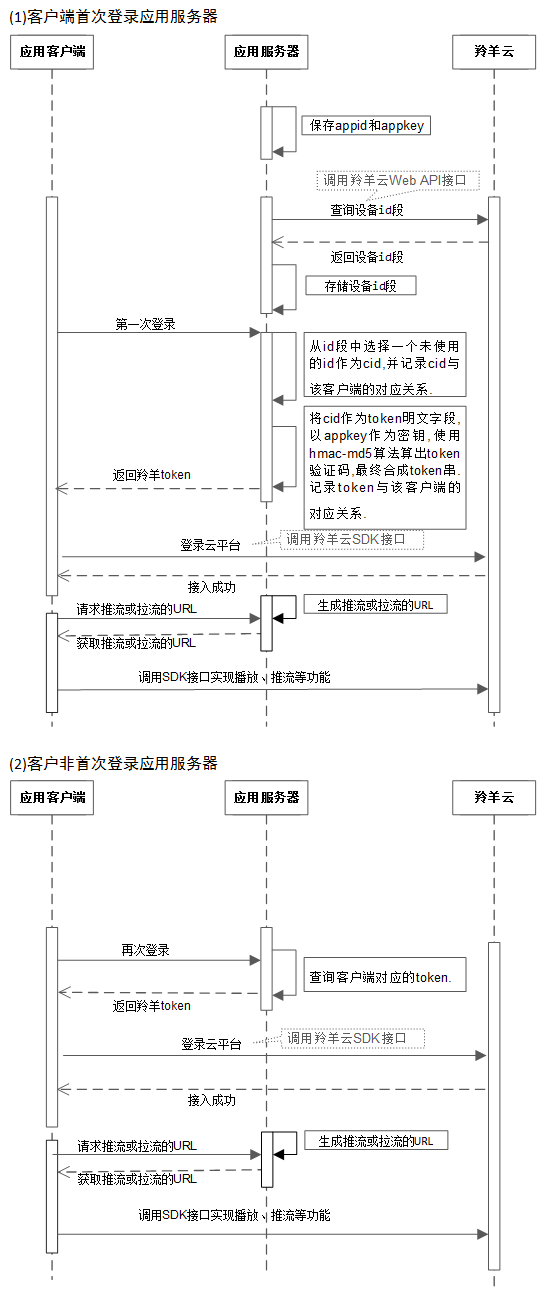 (1)客户端首次登录应用服务器
应用客户端
应用服务器
羚羊云
保存appid和appkey
调用羚羊云Web API接口
查询设备id段
返回设备id段
存储设备id段
第一次登录
从id段中选择一个未使用
的id作为cid,并记录cid与
该客户端的对应关系.
将cid作为token明文字段,
以appkey作为密钥,使用
hmac-md5算法算出token
验证码,最终合成token串.
记录token与该客户端的
对应关系.
返回羚羊token
登录云平台
调用羚羊云SDK接口
接入成功
请求推流或拉流的URL
生成推流或拉流的URL
获取推流或拉流的URL
调用SDK接口实现播放、推流等功能
(2)客户非首次登录应用服务器
应用客户端
应用服务器
羚羊云
再次登录
查询客户端对应的token.
返回羚羊token
登录云平台
调用羚羊云SDK接口
接入成功
请求推流或拉流的URL
生成推流或拉流的URL
获取推流或拉流的URL
调用SDK接口实现播放、推流等功能